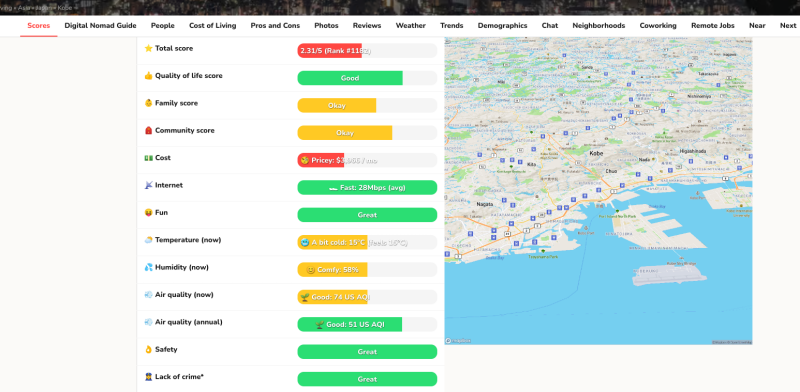 Asia › Japan › Kobe
Scores Digital Nomad Guide People Cost of Living Pros and Cons Photos Reviews Weather Trends Demographics Chat Neighborhoods Coworking Remote Jobs Near Next
⭐ Total score 2.31/5 (Rank #1182)
👍 Quality of life score Good
👶 Family score Okay
🎒 Community score Okay
💵 Cost 🧐 Pricey: / mo
📡 Internet Fast: 28Mbps (avg)
😝 Fun Great
🌤 Temperature (now) 🥶 A bit cold: 15°C (feels 15°C)
💦 Humidity (now) 😊 Comfy: 58%
💨 Air quality (now) 🌱 Good: 74 US AQI
💨 Air quality (annual) 🌱 Good: 51 US AQI
👌 Safety Great
👮 Lack of crime* Great
Sanda
Nishinomiya
Kobe
Higashinada
Kita
Nada
Chuo
Nagata